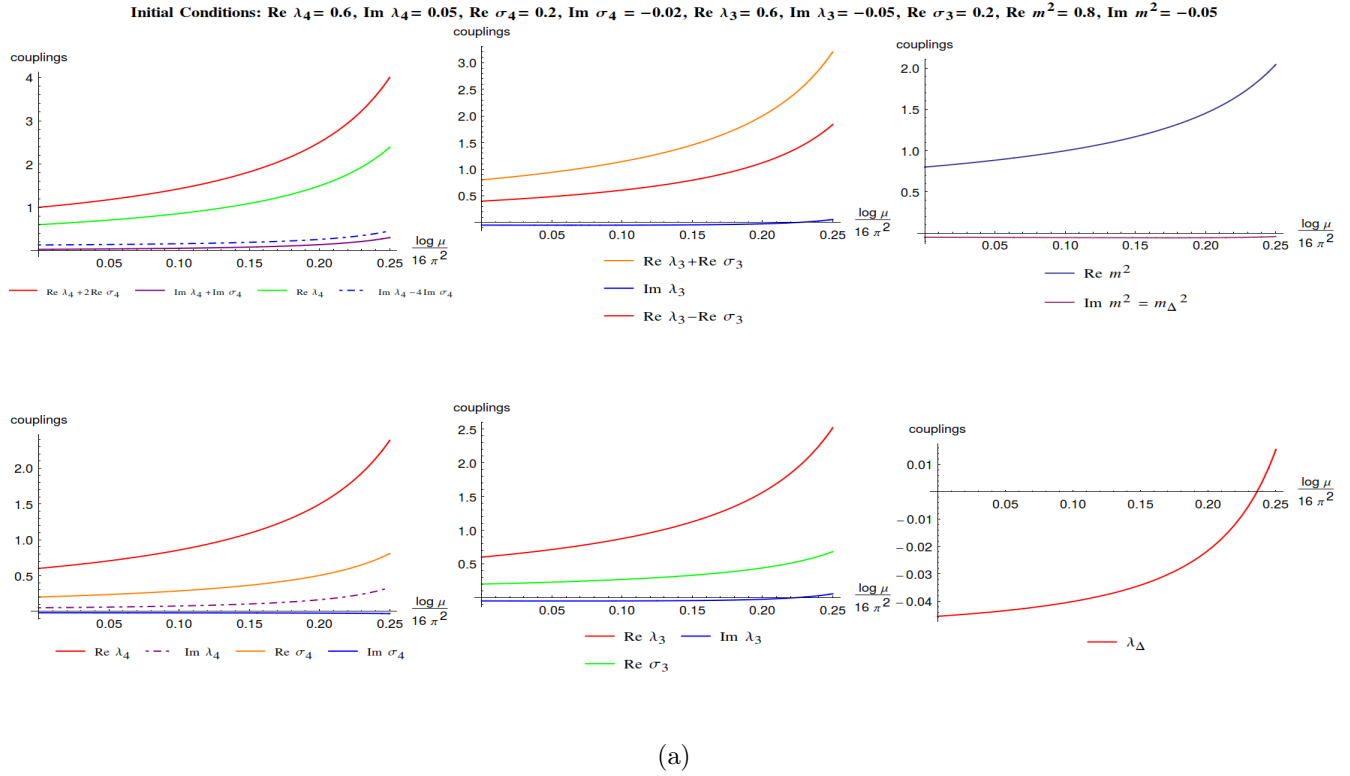 Initial Conditions: Re λ₄= 0.6, Im λ₄= 0.05, Re σ₄= 0.2, Im σ₄ = −0.02, Re λ₃= 0.6, Im λ₃= −0.05, Re σ₃= 0.2, Re m²= 0.8, Im m²= −0.05
couplings
4
3
2
1
0.05 0.10 0.15 0.20 0.25
log μ
16 π²
Re λ₄+2Re σ₄ Im λ₄+Im σ₄ Re λ₄ Im λ₄−4Im σ₄
couplings
3.0
2.5
2.0
1.5
1.0
0.5
0.05 0.10 0.15 0.20 0.25
log μ
16 π²
Re λ₃+Re σ₃
Im λ₃
Re λ₃−Re σ₃
couplings
2.0
1.5
1.0
0.5
0.05 0.10 0.15 0.20 0.25
log μ
16 π²
Re m²
Im m² = m_Δ²
couplings
2.0
1.5
1.0
0.5
0.05 0.10 0.15 0.20 0.25
log μ
16 π²
Re λ₄ Im λ₄ Re σ₄ Im σ₄
couplings
2.5
2.0
1.5
1.0
0.5
0.05 0.10 0.15 0.20 0.25
log μ
16 π²
Re λ₃ Im λ₃
Re σ₃
couplings
0.01
0.05 0.10 0.15 0.20 0.25
log μ
16 π²
−0.01
−0.02
−0.03
−0.04
λ_Δ
(a)